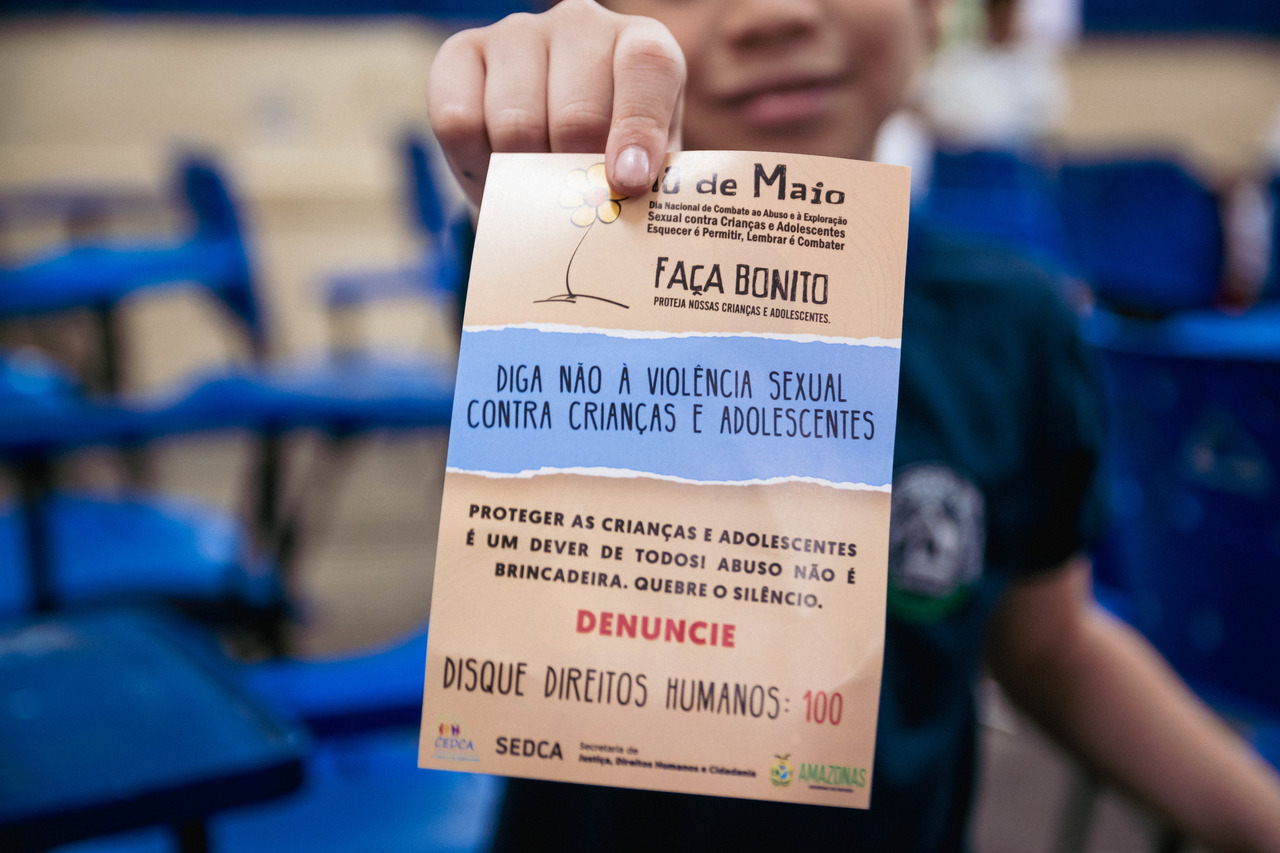 de Maio
Dia Nacional de Combate ao Abuso e à Exploração
Sexual contra Crianças e Adolescentes
Esquecer é Permitir, Lembrar é Combater
FAÇA BONITO
PROTEJA NOSSAS CRIANÇAS E ADOLESCENTES.
DIGA NÃO À VIOLÊNCIA SEXUAL
CONTRA CRIANÇAS E ADOLESCENTES
PROTEGER AS CRIANÇAS E ADOLESCENTES
É UM DEVER DE TODOS! ABUSO NÃO É
BRINCADEIRA. QUEBRE O SILÊNCIO.
DENUNCIE
DISQUE DIREITOS HUMANOS: 100
CEDCA
SEDCA
Secretaria de
Justiça, Direitos Humanos e Cidadania
AMAZONAS